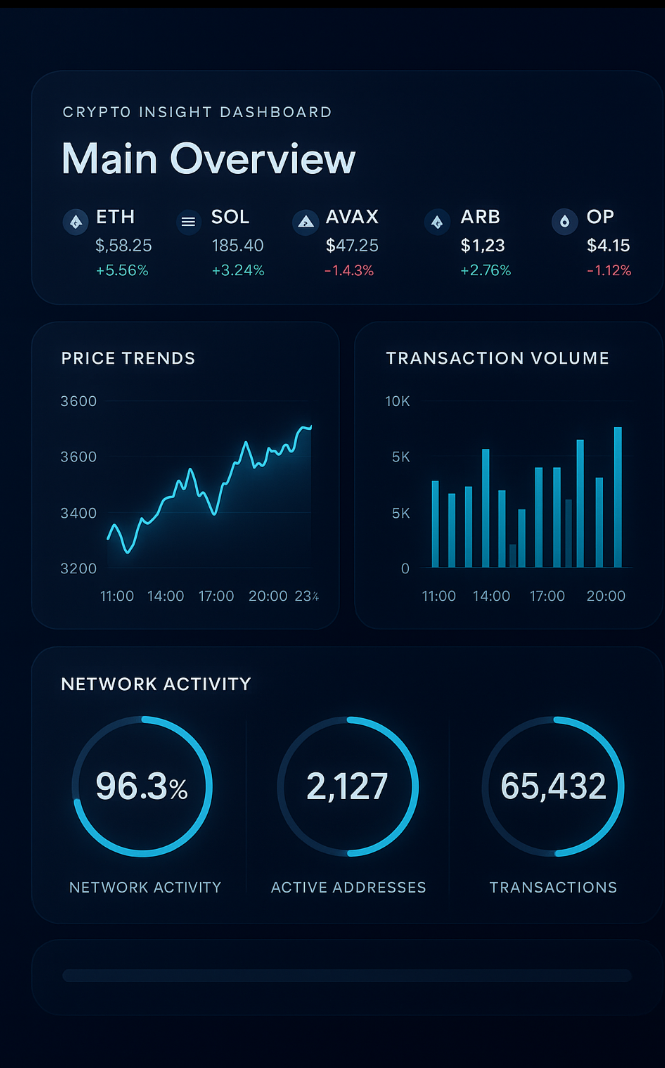 CRYPTO INSIGHT DASHBOARD
Main Overview
ETH SOL AVAX ARB OP
$,58.25 185.40 $47.25 $1,23 $4.15
+5.56% +3.24% -1.4.3% +2.76% -1.12%
PRICE TRENDS
3600
3600
3400
3200
11:00 14:00 17:00 20:00
TRANSACTION VOLUME
10K
5K
5K
0
11:00 14:00 17:00 20:00
NETWORK ACTIVITY
96.3% 2,127 65,432
NETWORK ACTIVITY ACTIVE ADDRESSES TRANSACTIONS